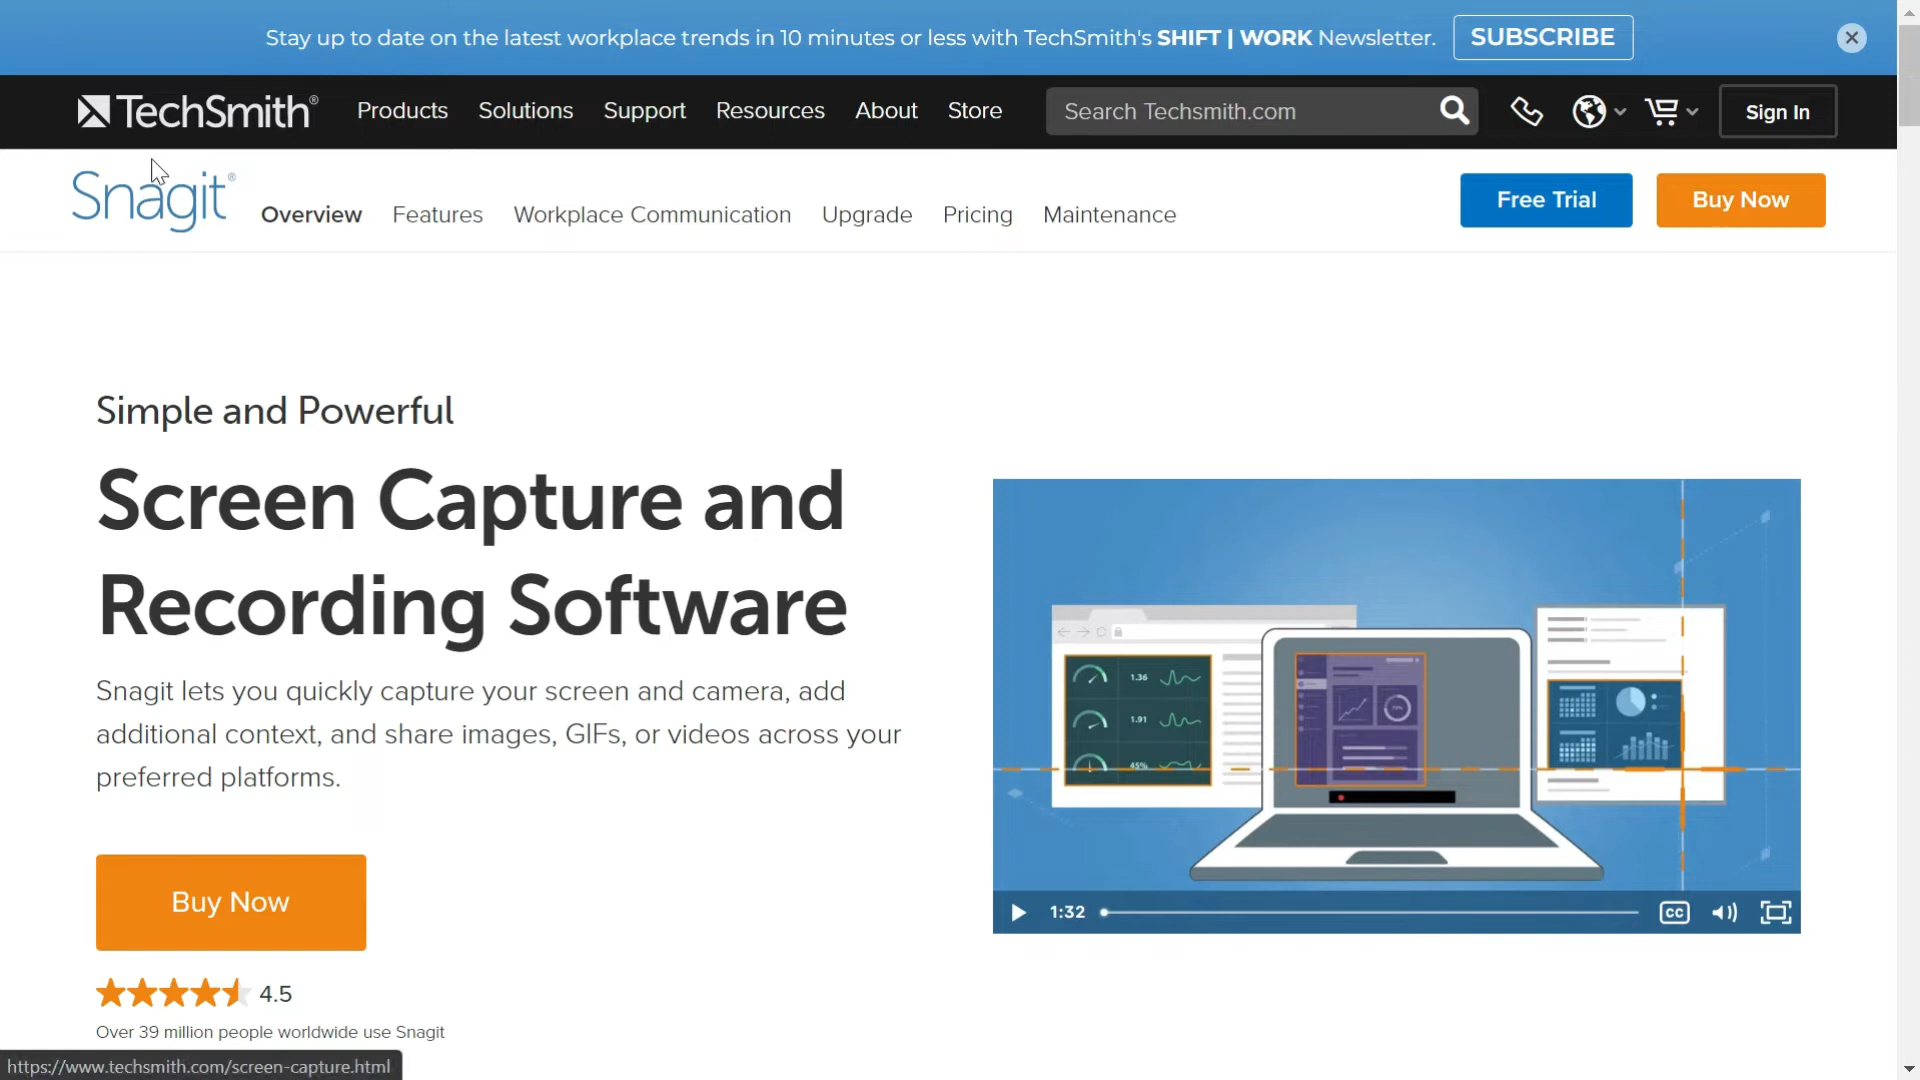 Stay up to date on the latest workplace trends in 10 minutes or less with TechSmith's SHIFT | WORK Newsletter. SUBSCRIBE
TechSmith® Products Solutions Support Resources About Store Search Techsmith.com Sign In
Snagit® Overview Features Workplace Communication Upgrade Pricing Maintenance Free Trial Buy Now
Simple and Powerful
Screen Capture and
Recording Software
Snagit lets you quickly capture your screen and camera, add
additional context, and share images, GIFs, or videos across your
preferred platforms.
1.36
1.91
45%
1:32 CC
Buy Now
4.5
Over 39 million people worldwide use Snagit
https://www.techsmith.com/screen-capture.html